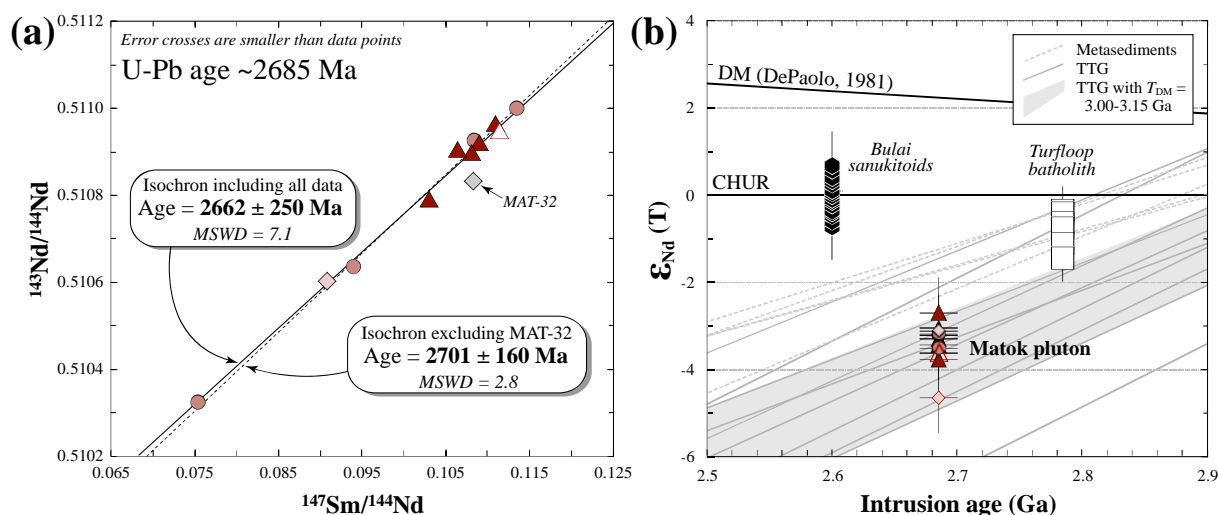 (a)
Error crosses are smaller than data points
U-Pb age ~2685 Ma
Isochron including all data
Age = 2662 ± 250 Ma
MSWD = 7.1
MAT-32
Isochron excluding MAT-32
Age = 2701 ± 160 Ma
MSWD = 2.8
0.5112
0.5110
0.5108
0.5106
0.5104
0.5102
143Nd/144Nd
0.065 0.075 0.085 0.095 0.105 0.115 0.125
147Sm/144Nd
(b)
DM (DePaolo, 1981)
Metasediments
TTG
TTG with TDM =
3.00-3.15 Ga
Bulai
sanukitoids
Turfloop
batholith
CHUR
Matok pluton
4
2
0
-2
-4
-6
εNd (T)
2.5 2.6 2.7 2.8 2.9
Intrusion age (Ga)